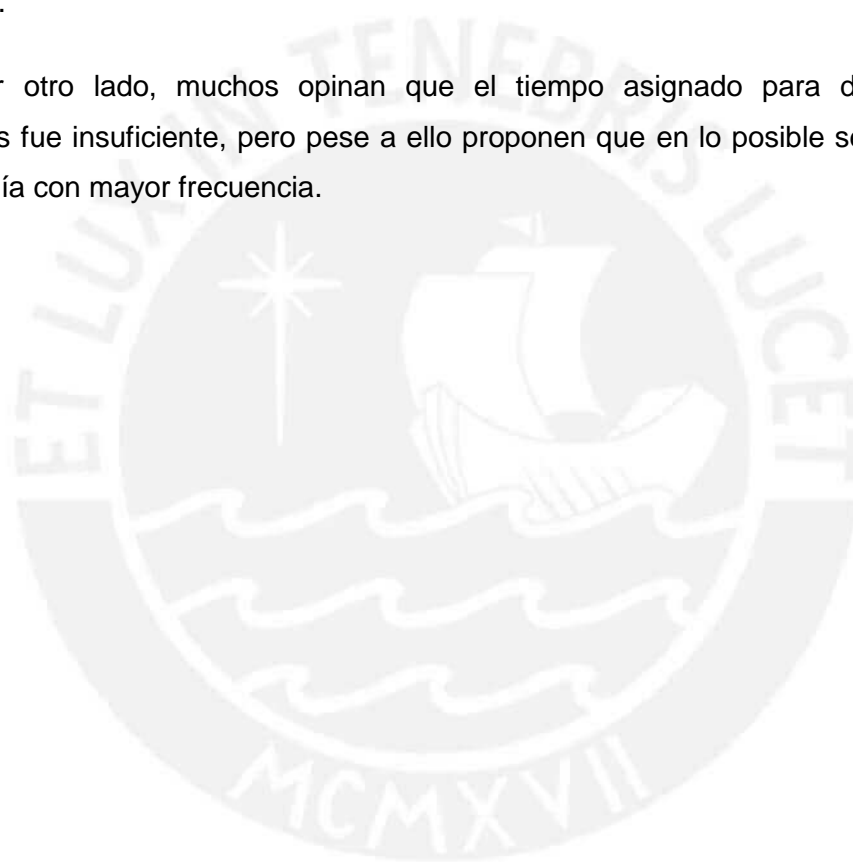 .
r otro lado, muchos opinan que el tiempo asignado para d
s fue insuficiente, pero pese a ello proponen que en lo posible s
ía con mayor frecuencia.
ET LUX IN TENEBRIS LUCET
MCMXVII